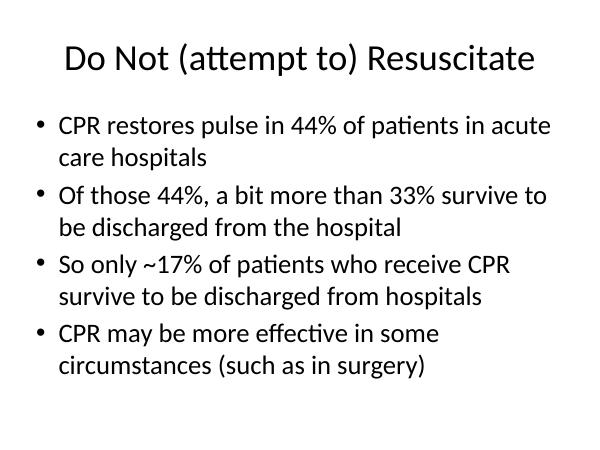 Do Not (attempt to) Resuscitate
• CPR restores pulse in 44% of patients in acute
care hospitals
• Of those 44%, a bit more than 33% survive to
be discharged from the hospital
• So only ~17% of patients who receive CPR
survive to be discharged from hospitals
• CPR may be more effective in some
circumstances (such as in surgery)